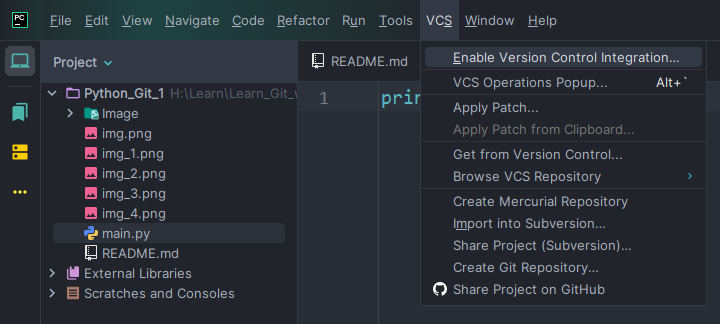 PC File Edit View Navigate Code Refactor Run Tools VCS Window Help
Project
README.md
Python_Git_1 H:\Learn\Learn_Git_
Image
img.png
img_1.png
img_2.png
img_3.png
img_4.png
main.py
README.md
External Libraries
Scratches and Consoles
1 prin
Enable Version Control Integration...
VCS Operations Popup... Alt+`
Apply Patch...
Apply Patch from Clipboard...
Get from Version Control...
Browse VCS Repository
Create Mercurial Repository
Import into Subversion...
Share Project (Subversion)...
Create Git Repository...
Share Project on GitHub